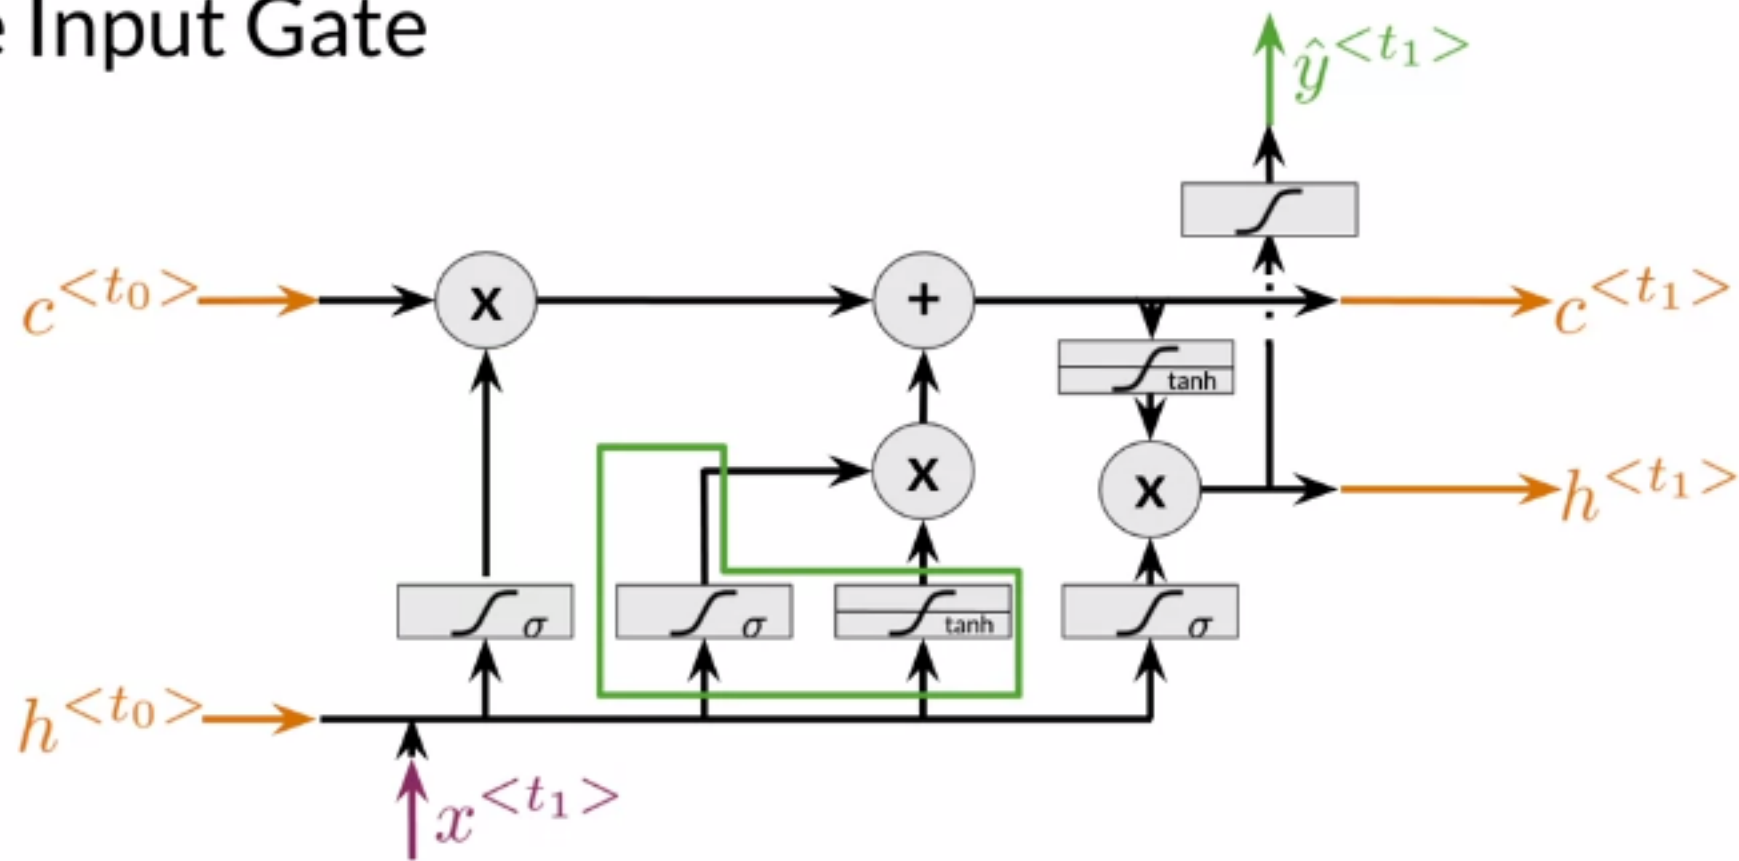 e Input Gate
ŷ<t₁>
c<t₀>
x
+
c<t₁>
tanh
x
x
h<t₁>
σ
σ
tanh
σ
h<t₀>
x<t₁>